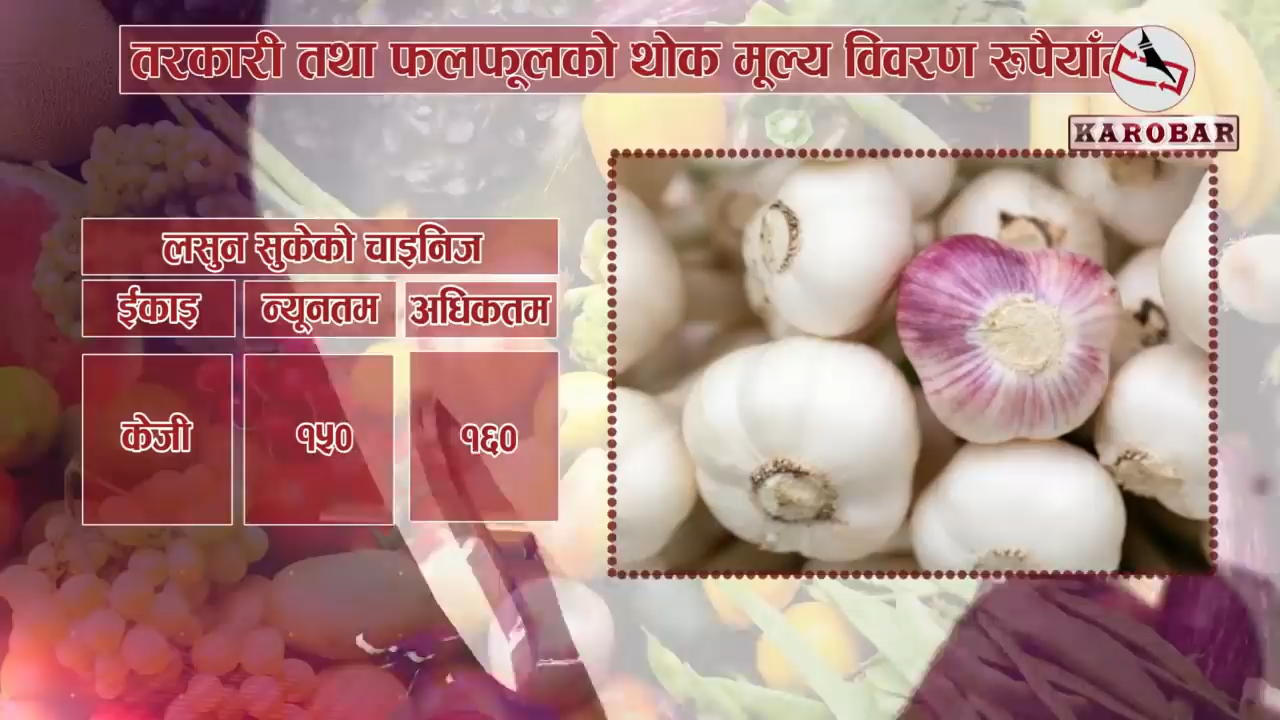 तरकारी तथा फलफूलको थोक मूल्य विवरण
KAROBAR
लसुन सुकेको चाइनिज
ईकाइ न्यूनतम अधिकतम
केजी १५० १६०